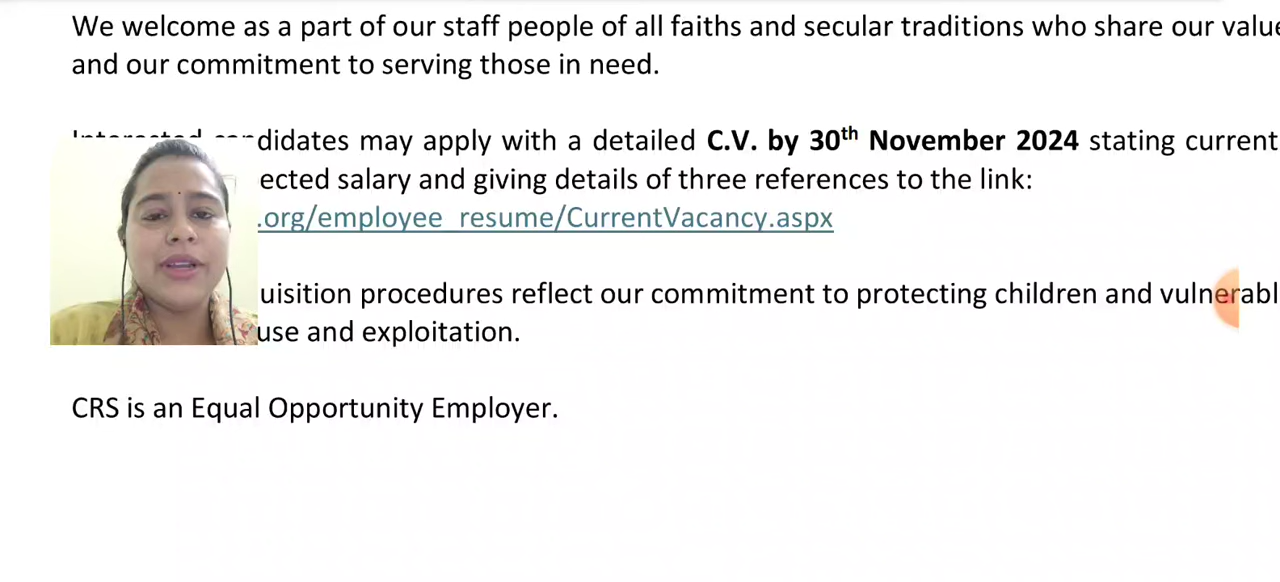 We welcome as a part of our staff people of all faiths and secular traditions who share our value
and our commitment to serving those in need.
didates may apply with a detailed C.V. by 30th November 2024 stating current
ected salary and giving details of three references to the link:
.org/employee_resume/CurrentVacancy.aspx
uisition procedures reflect our commitment to protecting children and vulnerabl
use and exploitation.
CRS is an Equal Opportunity Employer.